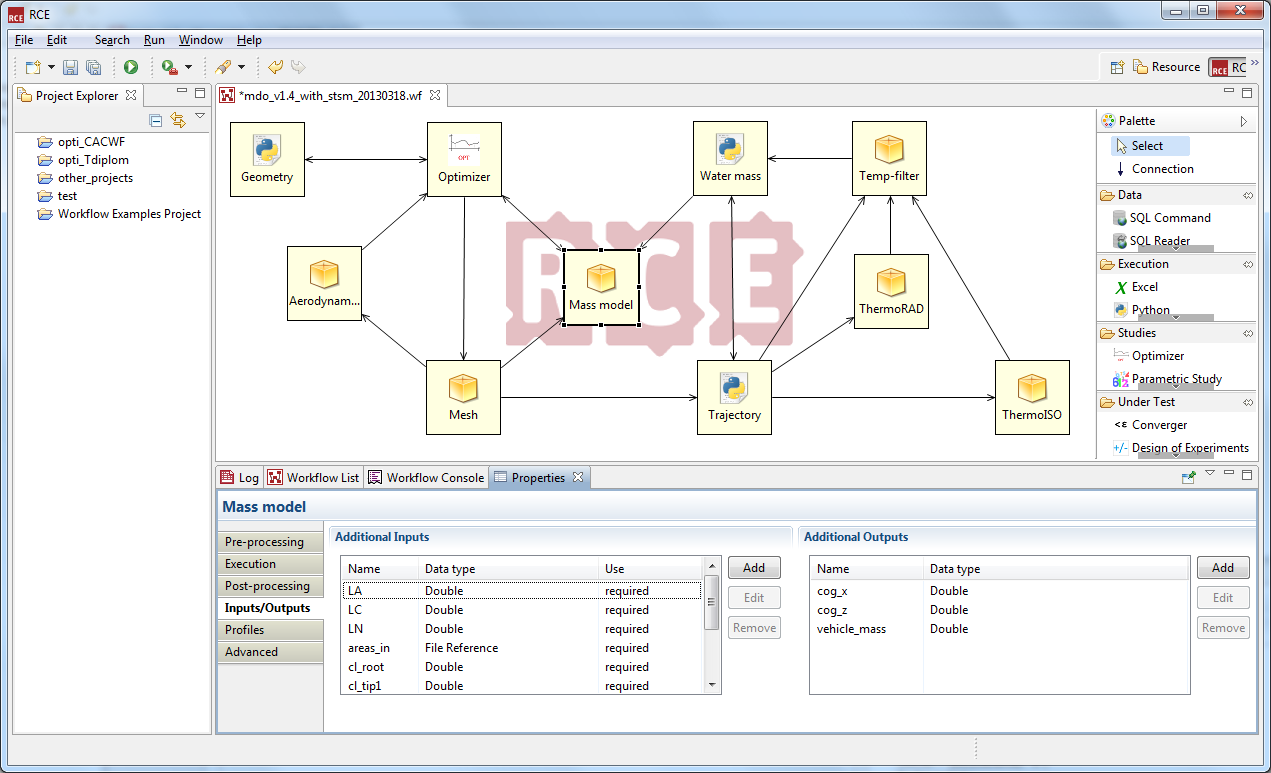 RCE
File Edit Search Run Window Help
Resource RC
Project Explorer
opti_CACWF
opti_Tdiplom
other_projects
test
Workflow Examples Project
*mdo_v1.4_with_stsm_20130318.wf
Geometry
OPT
Optimizer
Water mass
Temp-filter
RCE
Aerodynam...
Mass model
ThermoRAD
Mesh
Trajectory
ThermoISO
Palette
Select
Connection
Data
SQL Command
SQL Reader
Execution
Excel
Python
Studies
Optimizer
Parametric Study
Under Test
Converger
Design of Experiments
Log Workflow List Workflow Console Properties
Mass model
Pre-processing
Execution
Post-processing
Inputs/Outputs
Profiles
Advanced
Additional Inputs
Name Data type Use
LA Double required
LC Double required
LN Double required
areas_in File Reference required
cl_root Double required
cl_tip1 Double required
Add
Edit
Remove
Additional Outputs
Name Data type
cog_x Double
cog_z Double
vehicle_mass Double
Add
Edit
Remove